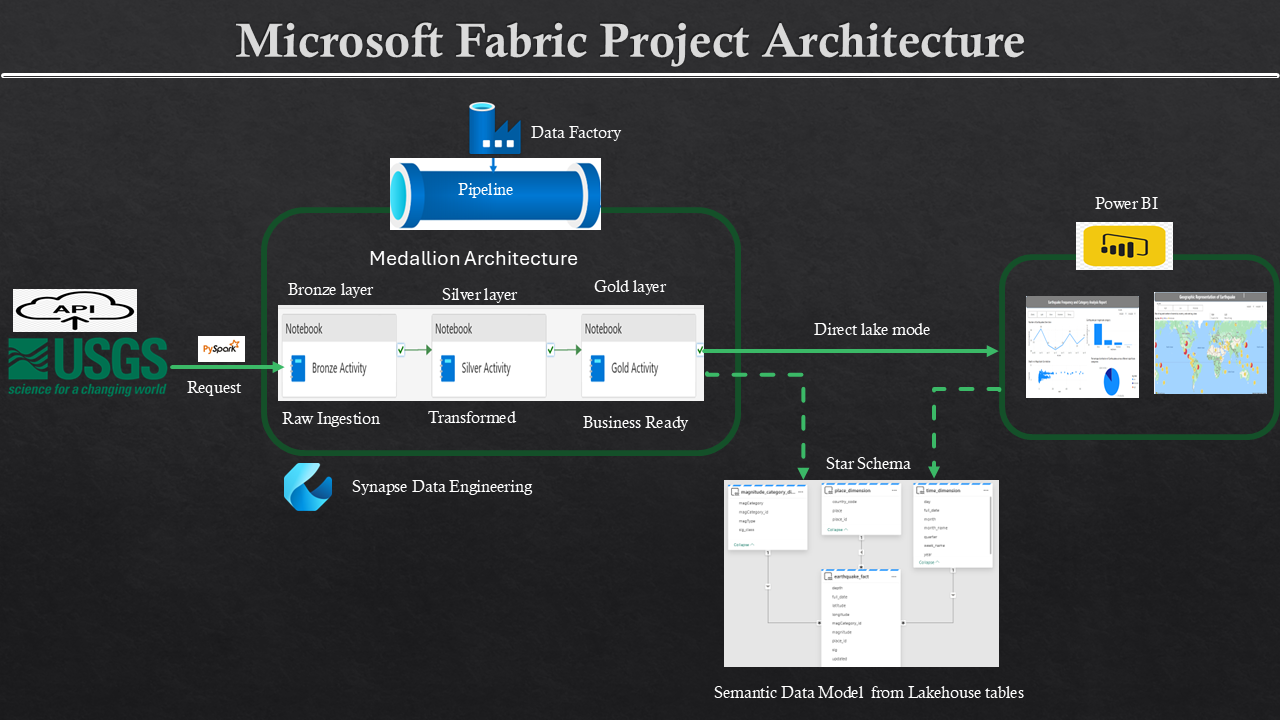 Microsoft Fabric Project Architecture
Data Factory
Pipeline
Power BI
Medallion Architecture
Bronze layer
Silver layer
Gold layer
API
USGS
science for a changing world
PySpark
Request
Notebook
Bronze Activity
Notebook
Silver Activity
Notebook
Gold Activity
Raw Ingestion
Transformed
Business Ready
Direct lake mode
Earthquake Frequency and Category Analysis Report
Geographic Representation of Earthquake
Synapse Data Engineering
Star Schema
magnitude_category_di...
magCategory
magCategory_id
magType
sig_class
Collapse
place_dimension
country_code
place
place_id
Collapse
time_dimension
day
full_date
month
month_name
quarter
week_name
year
Collapse
earthquake_fact
depth
full_date
latitude
longitude
magCategory_id
magnitude
place_id
sig
updated
Semantic Data Model from Lakehouse tables